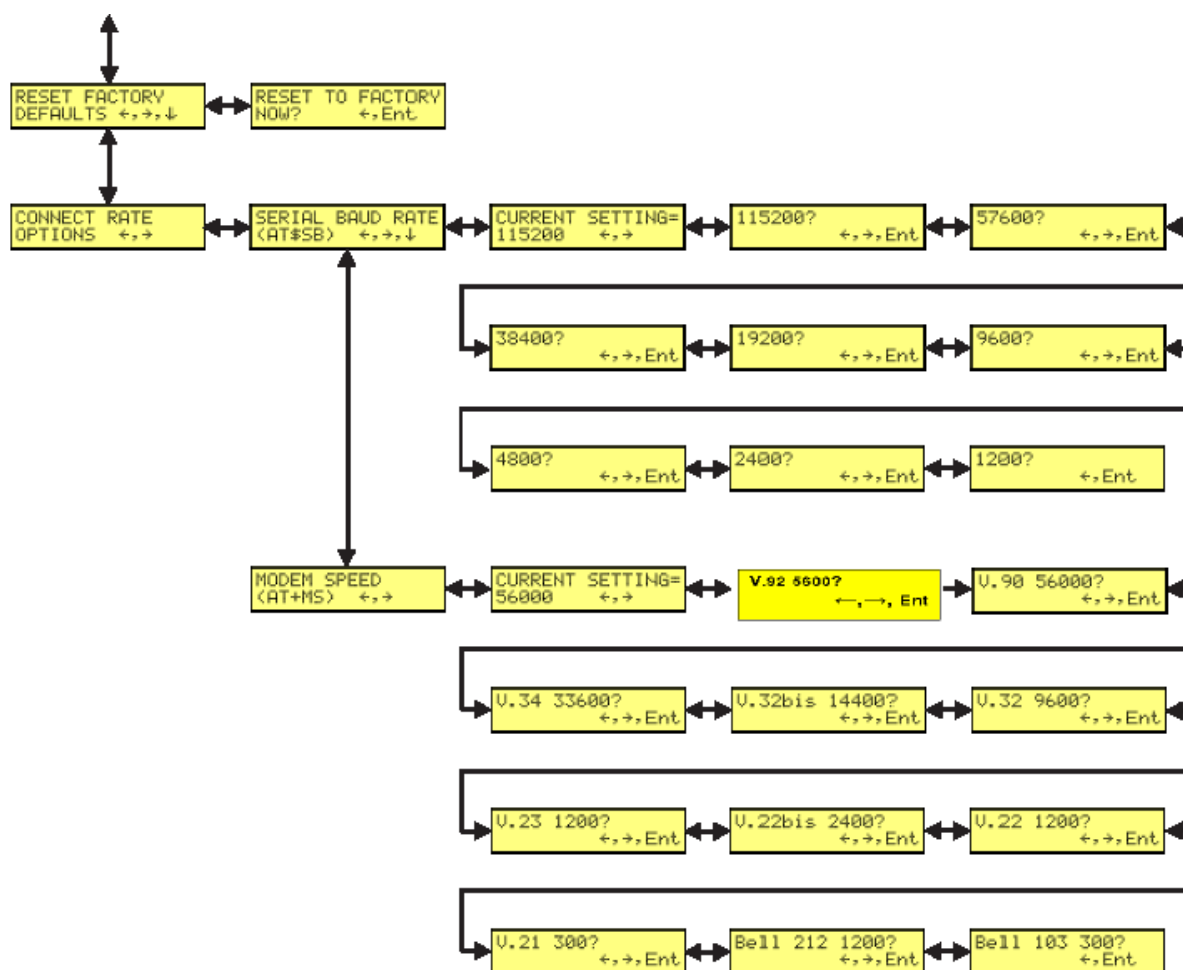 RESET FACTORY
DEFAULTS ←,→,↓
RESET TO FACTORY
NOW? ←,Ent
CONNECT RATE
OPTIONS ←,→
SERIAL BAUD RATE
(AT$SB) ←,→,↓
CURRENT SETTING=
115200 ←,→
115200?
←,→,Ent
57600?
←,→,Ent
38400?
←,→,Ent
19200?
←,→,Ent
9600?
←,→,Ent
4800?
←,→,Ent
2400?
←,→,Ent
1200?
←,Ent
MODEM SPEED
(AT+MS) ←,→
CURRENT SETTING=
56000 ←,→
V.92 5600?
←,→, Ent
V.90 56000?
←,→,Ent
V.34 33600?
←,→,Ent
V.32bis 14400?
←,→,Ent
V.32 9600?
←,→,Ent
V.23 1200?
←,→,Ent
V.22bis 2400?
←,→,Ent
V.22 1200?
←,→,Ent
V.21 300?
←,→,Ent
Bell 212 1200?
←,→,Ent
Bell 103 300?
←,Ent